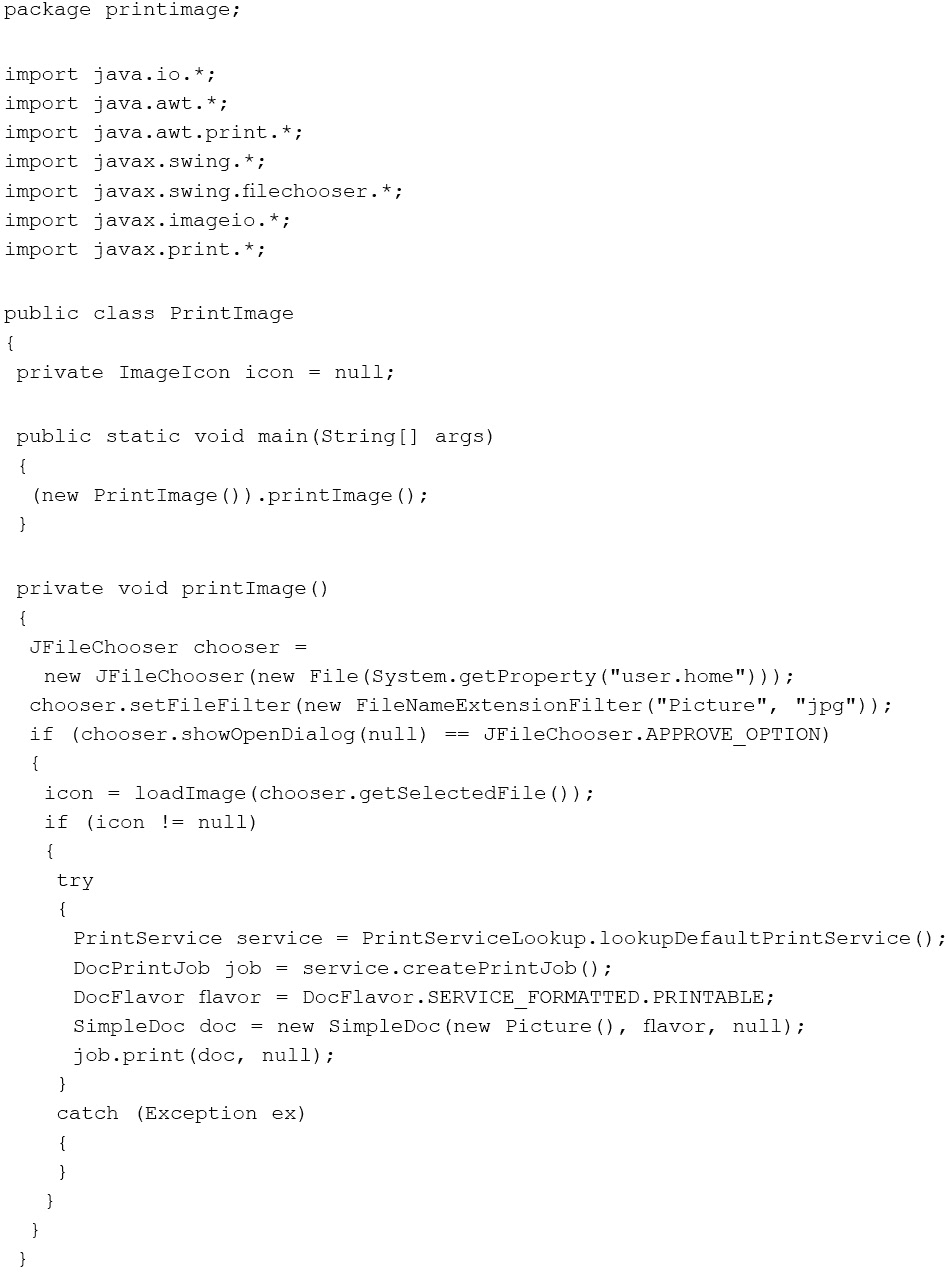 package printimage;

import java.io.*;
import java.awt.*;
import java.awt.print.*;
import javax.swing.*;
import javax.swing.filechooser.*;
import javax.imageio.*;
import javax.print.*;

public class PrintImage
{
 private ImageIcon icon = null;

 public static void main(String[] args)
 {
  (new PrintImage()).printImage();
 }

 private void printImage()
 {
  JFileChooser chooser =
   new JFileChooser(new File(System.getProperty("user.home")));
  chooser.setFileFilter(new FileNameExtensionFilter("Picture", "jpg"));
  if (chooser.showOpenDialog(null) == JFileChooser.APPROVE_OPTION)
  {
   icon = loadImage(chooser.getSelectedFile());
   if (icon != null)
   {
    try
    {
     PrintService service = PrintServiceLookup.lookupDefaultPrintService();
     DocPrintJob job = service.createPrintJob();
     DocFlavor flavor = DocFlavor.SERVICE_FORMATTED.PRINTABLE;
     SimpleDoc doc = new SimpleDoc(new Picture(), flavor, null);
     job.print(doc, null);
    }
    catch (Exception ex)
    {
    }
   }
  }
 }